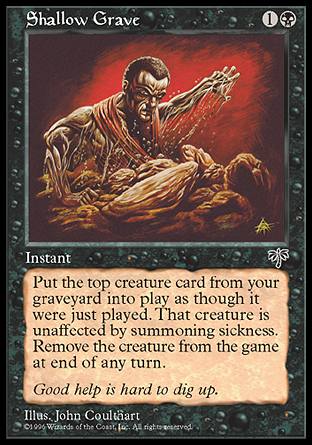 Shallow Grave 1
Instant
Put the top creature card from your
graveyard into play as though it
were just played. That creature is
unaffected by summoning sickness.
Remove the creature from the game
at end of any turn.
Good help is hard to dig up.
Illus. John Coulthart
©1996 Wizards of the Coast, Inc. All rights reserved.